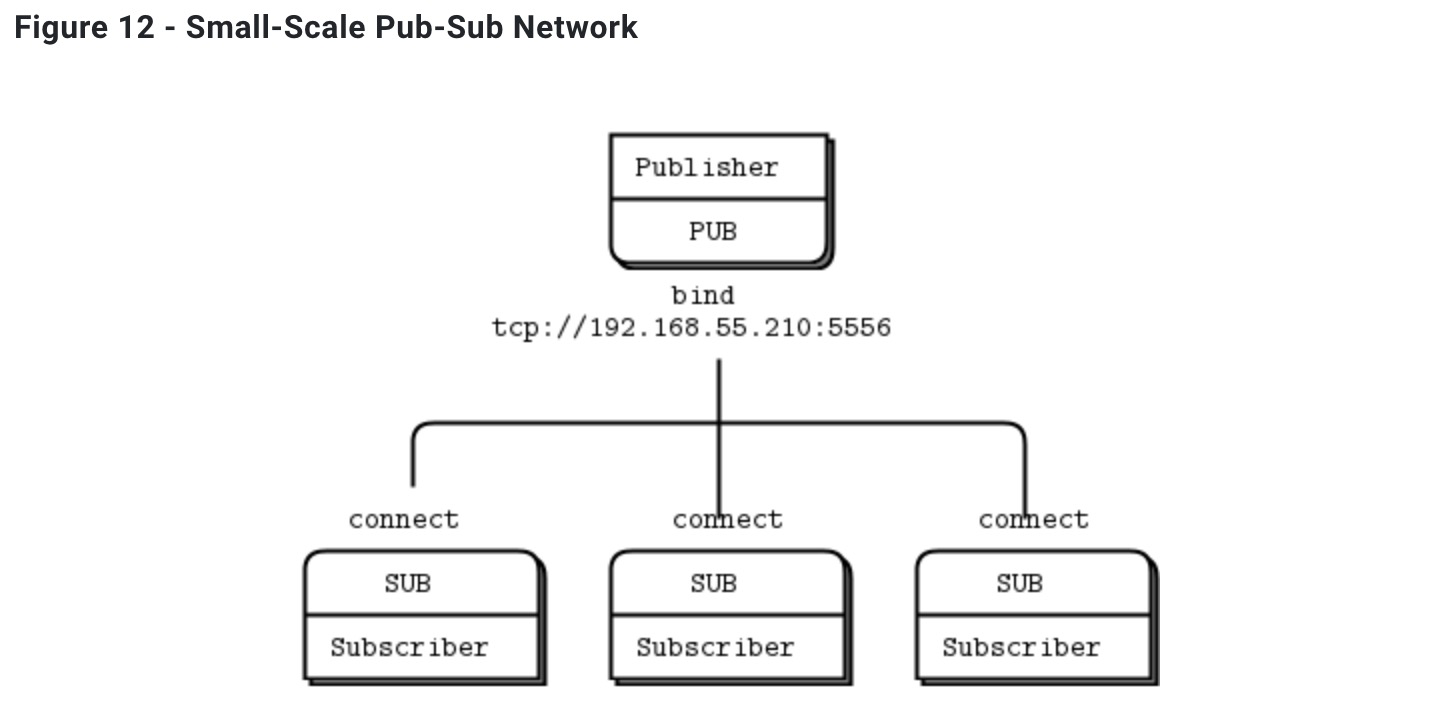 Figure 12 - Small-Scale Pub-Sub Network
Publisher
PUB
bind
tcp://192.168.55.210:5556
connect connect connect
SUB SUB SUB
Subscriber Subscriber Subscriber